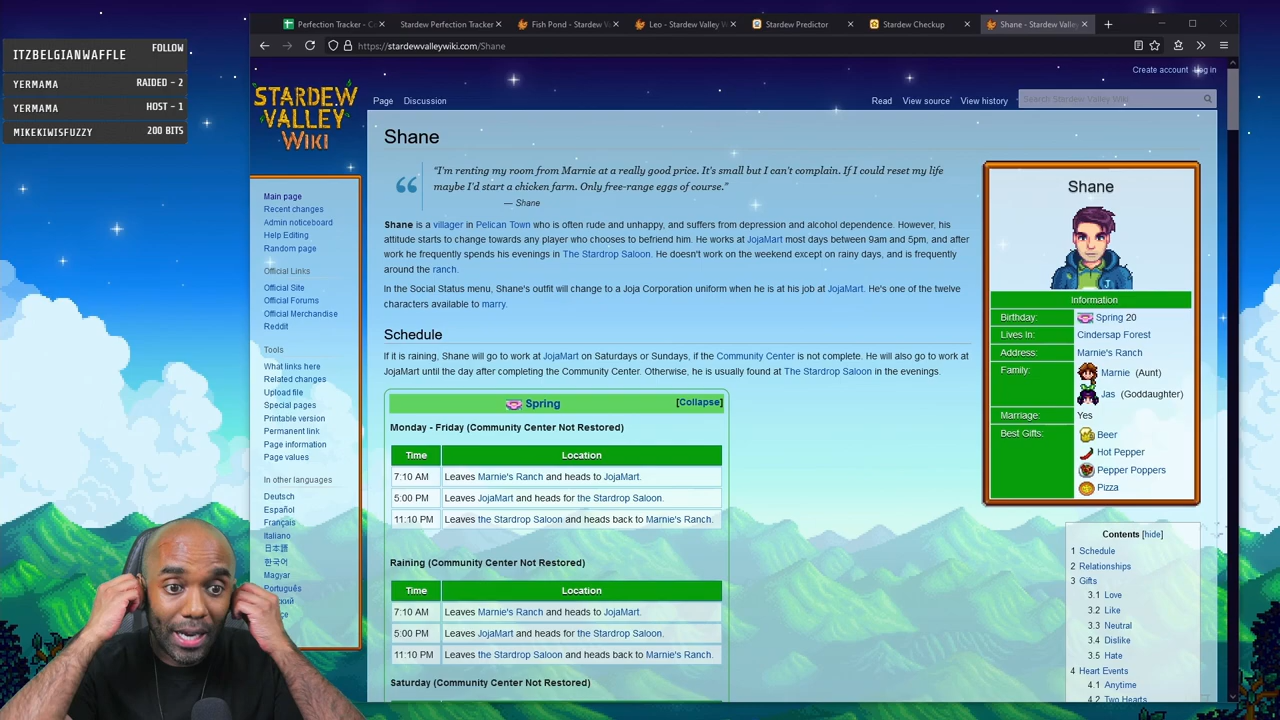 ITZBELGIANWAFFLE FOLLOW
YERMAMA RAIDED - 2
YERMAMA HOST - 1
MIKEKIWISFUZZY 200 BITS
Perfection Tracker - C
Stardew Perfection Tracker
Fish Pond - Stardew V
Leo - Stardew Valley W
Stardew Predictor
Stardew Checkup
Shane - Stardew Valley
https://stardewvalleywiki.com/Shane
Create account Log in
STARDEW
VALLEY
WIKI
Page Discussion
Read View source View history Search Stardew Valley Wiki
Main page
Recent changes
Admin noticeboard
Help Editing
Random page
Official Links
Official Site
Official Forums
Official Merchandise
Reddit
Tools
What links here
Related changes
Upload file
Special pages
Printable version
Permanent link
Page information
Page values
In other languages
Deutsch
Español
Français
Italiano
日本語
한국어
Magyar
Português
Shane
"I'm renting my room from Marnie at a really good price. It's small but I can't complain. If I could reset my life
maybe I'd start a chicken farm. Only free-range eggs of course."
— Shane
Shane is a villager in Pelican Town who is often rude and unhappy, and suffers from depression and alcohol dependence. However, his
attitude starts to change towards any player who chooses to befriend him. He works at JojaMart most days between 9am and 5pm, and after
work he frequently spends his evenings in The Stardrop Saloon. He doesn't work on the weekend except on rainy days, and is frequently
around the ranch.
In the Social Status menu, Shane's outfit will change to a Joja Corporation uniform when he is at his job at JojaMart. He's one of the twelve
characters available to marry.
Schedule
If it is raining, Shane will go to work at JojaMart on Saturdays or Sundays, if the Community Center is not complete. He will also go to work at
JojaMart until the day after completing the Community Center. Otherwise, he is usually found at The Stardrop Saloon in the evenings.
Spring [Collapse]
Monday - Friday (Community Center Not Restored)
Time Location
7:10 AM Leaves Marnie's Ranch and heads to JojaMart.
5:00 PM Leaves JojaMart and heads for the Stardrop Saloon.
11:10 PM Leaves the Stardrop Saloon and heads back to Marnie's Ranch.
Raining (Community Center Not Restored)
Time Location
7:10 AM Leaves Marnie's Ranch and heads to JojaMart.
5:00 PM Leaves JojaMart and heads for the Stardrop Saloon.
11:10 PM Leaves the Stardrop Saloon and heads back to Marnie's Ranch.
Saturday (Community Center Not Restored)
Shane
Information
Birthday: Spring 20
Lives In: Cindersap Forest
Address: Marnie's Ranch
Family: Marnie (Aunt)
Jas (Goddaughter)
Marriage: Yes
Best Gifts: Beer
Hot Pepper
Pepper Poppers
Pizza
Contents [hide]
1 Schedule
2 Relationships
3 Gifts
3.1 Love
3.2 Like
3.3 Neutral
3.4 Dislike
3.5 Hate
4 Heart Events
4.1 Anytime
4.2 Two Hearts